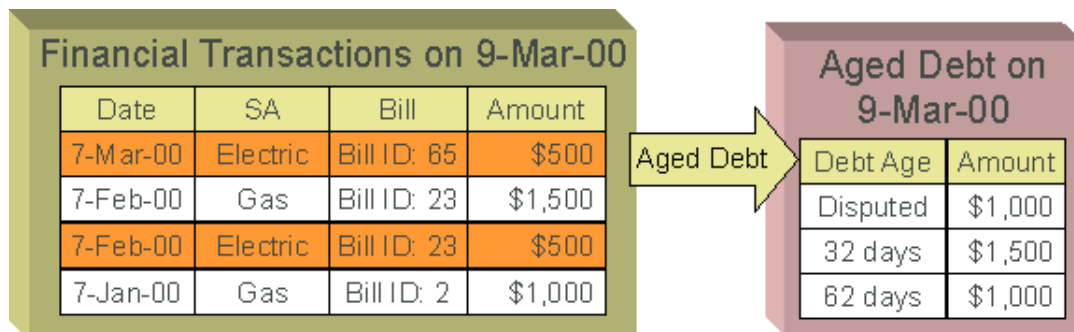 Financial Transactions on 9-Mar-00
Date SA Bill Amount
7-Mar-00 Electric Bill ID: 65 $500
7-Feb-00 Gas Bill ID: 23 $1,500
7-Feb-00 Electric Bill ID: 23 $500
7-Jan-00 Gas Bill ID: 2 $1,000
Aged Debt
Aged Debt on
9-Mar-00
Debt Age Amount
Disputed $1,000
32 days $1,500
62 days $1,000